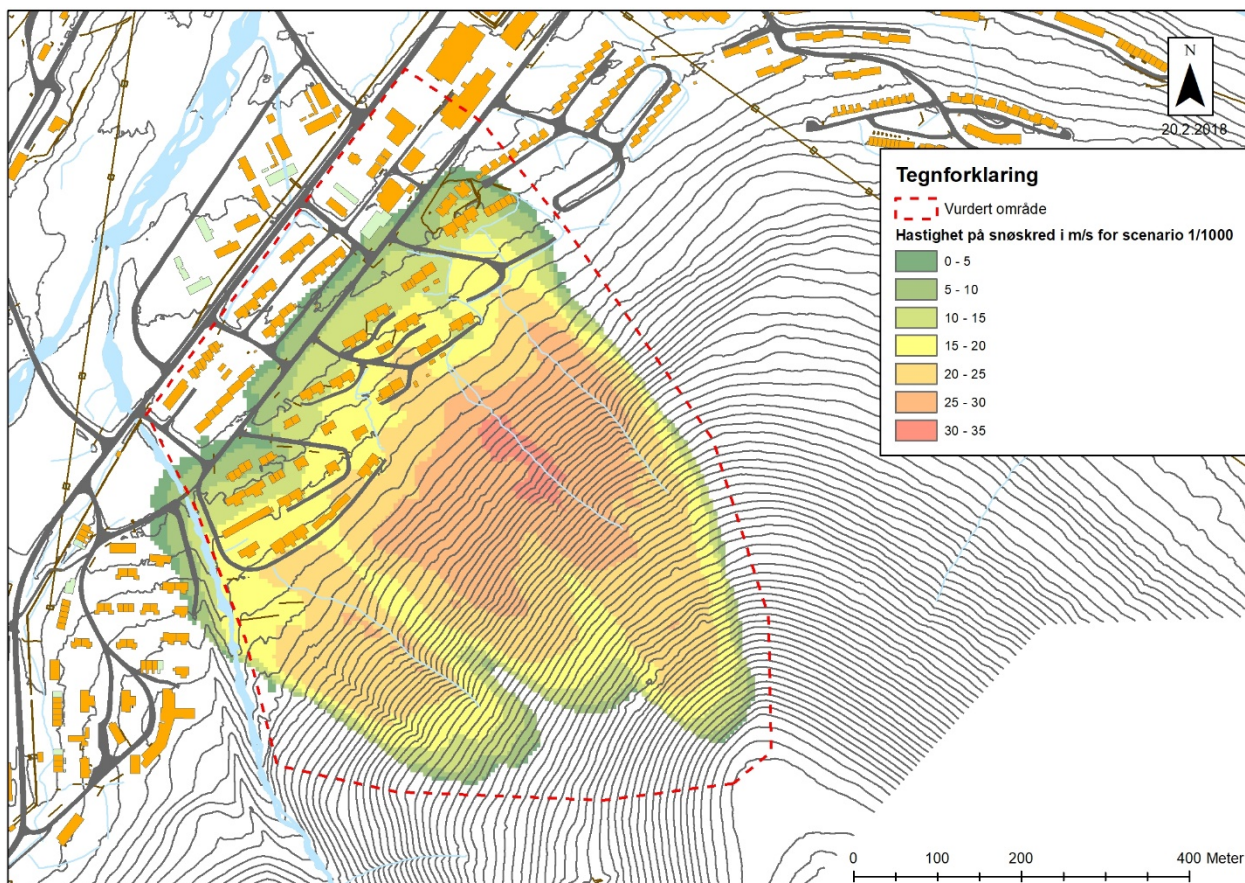 N
20.2.2018
Tegnforklaring
Vurdert område
Hastighet på snøskred i m/s for scenario 1/1000
0 - 5
5 - 10
10 - 15
15 - 20
20 - 25
25 - 30
30 - 35
0 100 200 400 Meter